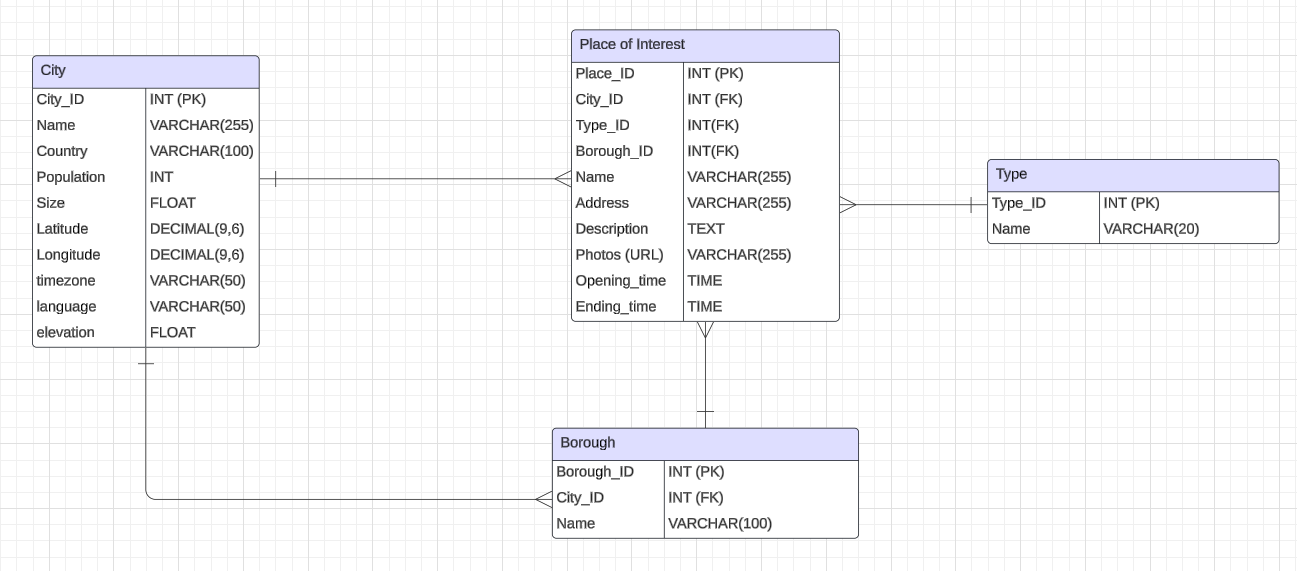 City
City_ID INT (PK)
Name VARCHAR(255)
Country VARCHAR(100)
Population INT
Size FLOAT
Latitude DECIMAL(9,6)
Longitude DECIMAL(9,6)
timezone VARCHAR(50)
language VARCHAR(50)
elevation FLOAT
Place of Interest
Place_ID INT (PK)
City_ID INT (FK)
Type_ID INT(FK)
Borough_ID INT(FK)
Name VARCHAR(255)
Address VARCHAR(255)
Description TEXT
Photos (URL) VARCHAR(255)
Opening_time TIME
Ending_time TIME
Type
Type_ID INT (PK)
Name VARCHAR(20)
Borough
Borough_ID INT (PK)
City_ID INT (FK)
Name VARCHAR(100)